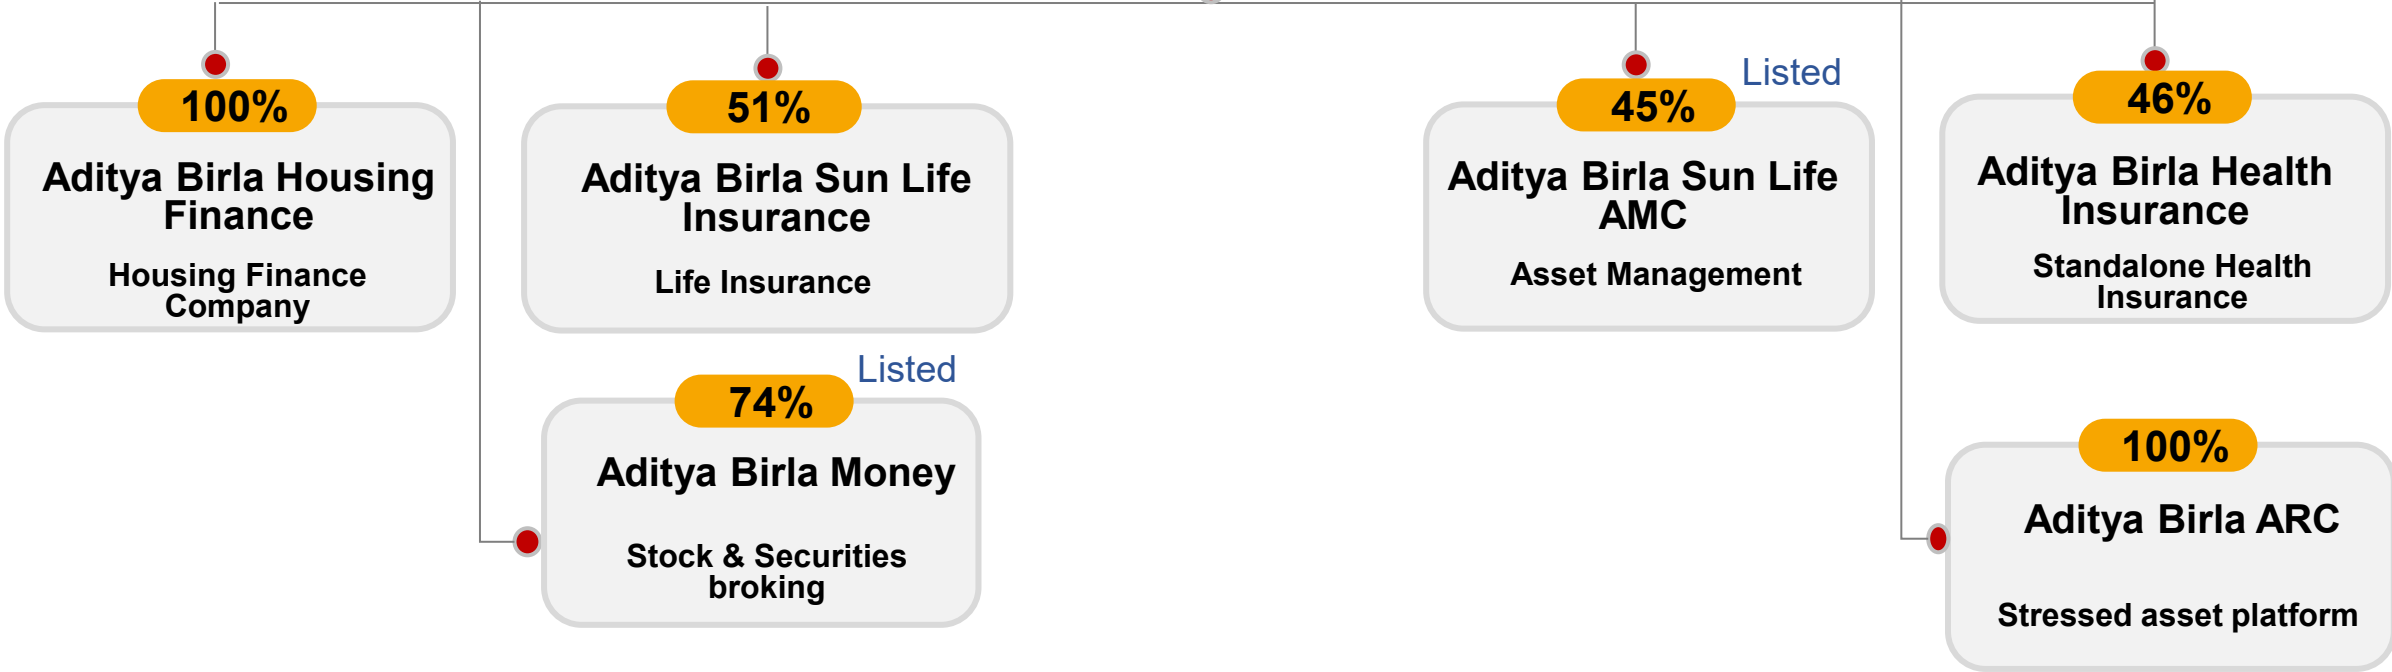 100%
Aditya Birla Housing
Finance
Housing Finance
Company
51%
Aditya Birla Sun Life
Insurance
Life Insurance
Listed
45%
Aditya Birla Sun Life
AMC
Asset Management
46%
Aditya Birla Health
Insurance
Standalone Health
Insurance
Listed
74%
Aditya Birla Money
Stock & Securities
broking
100%
Aditya Birla ARC
Stressed asset platform